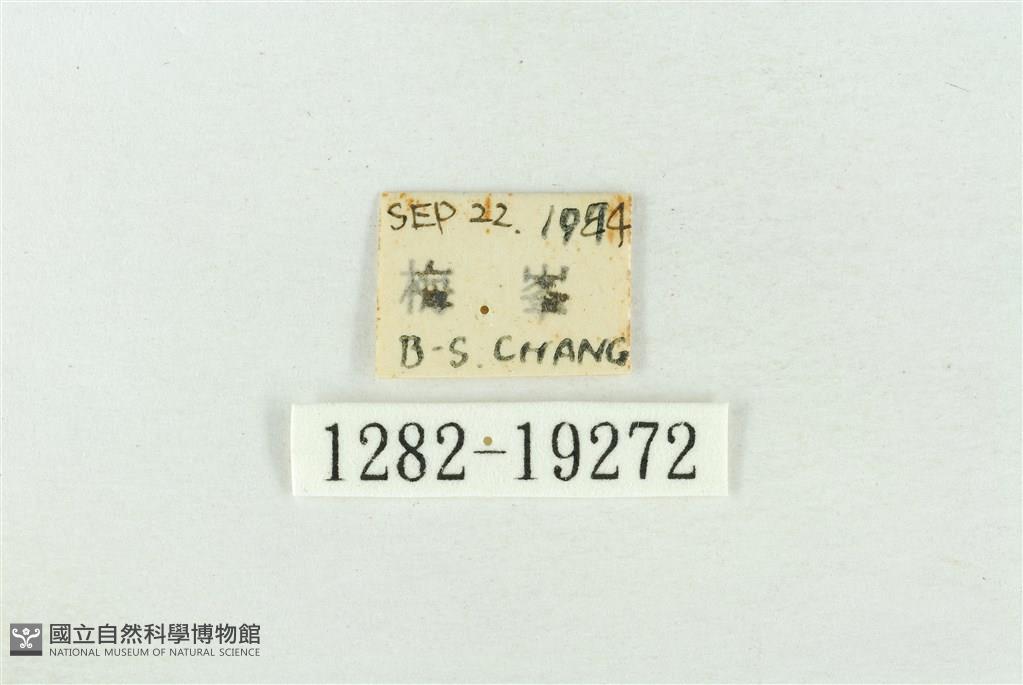 SEP 22. 1984
梅 峯
B-S. CHANG
1282-19272
國立自然科學博物館
NATIONAL MUSEUM OF NATURAL SCIENCE